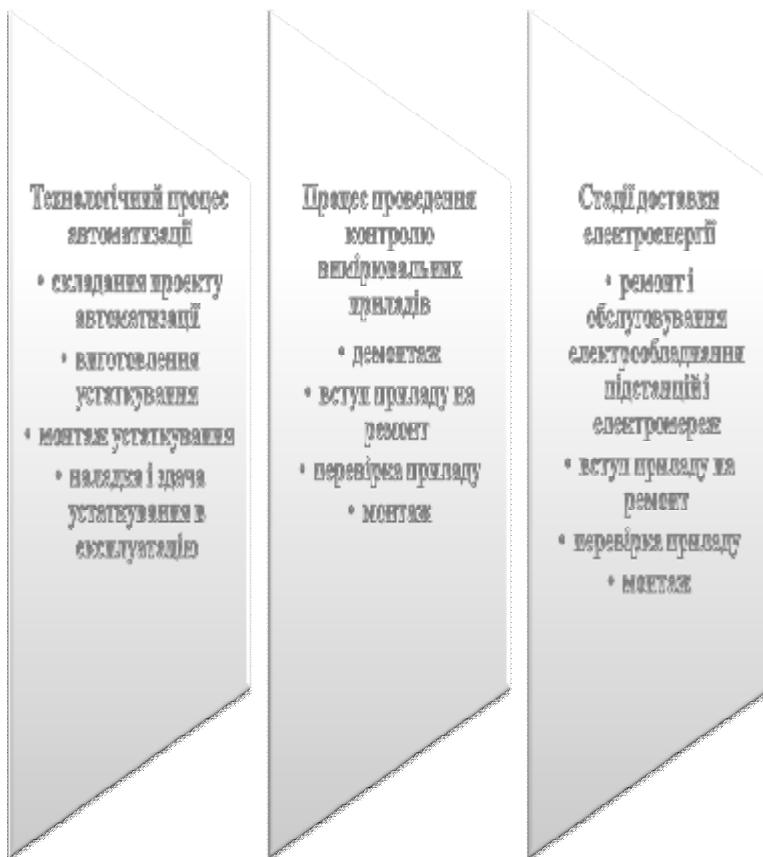 Технологічний процес
автоматизації
• складання проекту
автоматизації
• виготовлення
устаткування
• монтаж устаткування
• наладка і здача
устаткування в
експлуатацію
Процес проведення
контролю
вимірювальних
приладів
• демонтаж
• вступ приладу на
ремонт
• перевірка приладу
• монтаж
Стадії доставки
електроенергії
• ремонт і
обслуговування
електрообладнання
підстанцій і
електромереж
• вступ приладу на
ремонт
• перевірка приладу
• монтаж